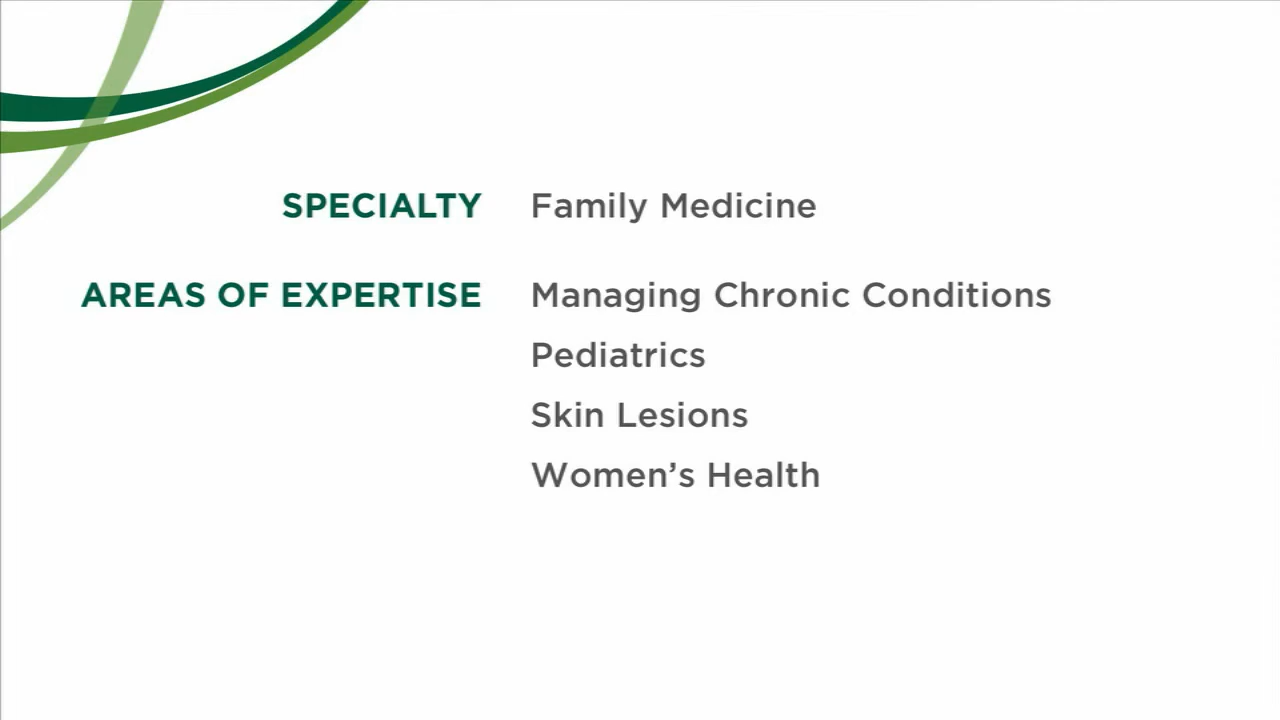 SPECIALTY Family Medicine
AREAS OF EXPERTISE Managing Chronic Conditions
Pediatrics
Skin Lesions
Women’s Health